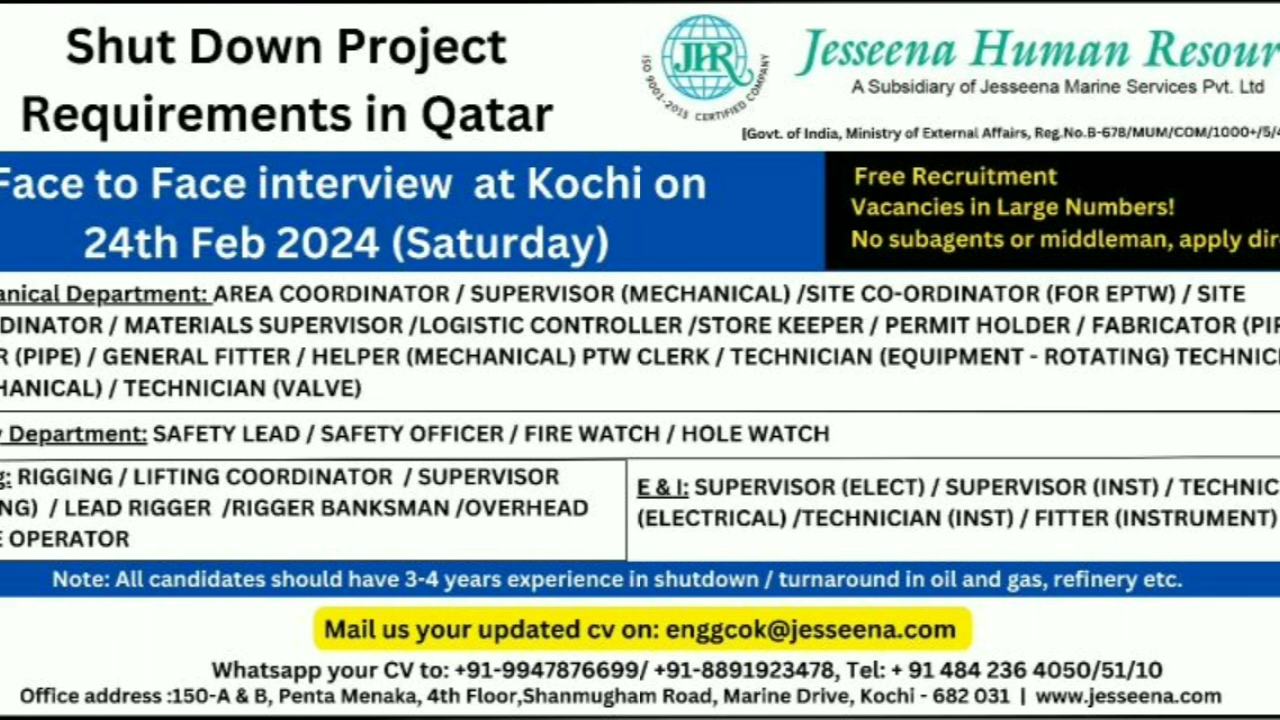 Shut Down Project
Requirements in Qatar
JHR
ISO 9001-2015 CERTIFIED COMPANY
Jesseena Human Resour
A Subsidiary of Jesseena Marine Services Pvt. Ltd
[Govt. of India, Ministry of External Affairs, Reg.No.B-678/MUM/COM/1000+/5/4
Face to Face interview at Kochi on
24th Feb 2024 (Saturday)
Free Recruitment
Vacancies in Large Numbers!
No subagents or middleman, apply dir
anical Department: AREA COORDINATOR / SUPERVISOR (MECHANICAL) /SITE CO-ORDINATOR (FOR EPTW) / SITE
DINATOR / MATERIALS SUPERVISOR /LOGISTIC CONTROLLER /STORE KEEPER / PERMIT HOLDER / FABRICATOR (PIP
R (PIPE) / GENERAL FITTER / HELPER (MECHANICAL) PTW CLERK / TECHNICIAN (EQUIPMENT - ROTATING) TECHNICI
HANICAL) / TECHNICIAN (VALVE)
y Department: SAFETY LEAD / SAFETY OFFICER / FIRE WATCH / HOLE WATCH
g: RIGGING / LIFTING COORDINATOR / SUPERVISOR
NG) / LEAD RIGGER /RIGGER BANKSMAN /OVERHEAD
E OPERATOR
E & I: SUPERVISOR (ELECT) / SUPERVISOR (INST) / TECHNIC
(ELECTRICAL) /TECHNICIAN (INST) / FITTER (INSTRUMENT)
Note: All candidates should have 3-4 years experience in shutdown / turnaround in oil and gas, refinery etc.
Mail us your updated cv on: enggcok@jesseena.com
Whatsapp your CV to: +91-9947876699/ +91-8891923478, Tel: + 91 484 236 4050/51/10
Office address :150-A & B, Penta Menaka, 4th Floor,Shanmugham Road, Marine Drive, Kochi - 682 031 | www.jesseena.com